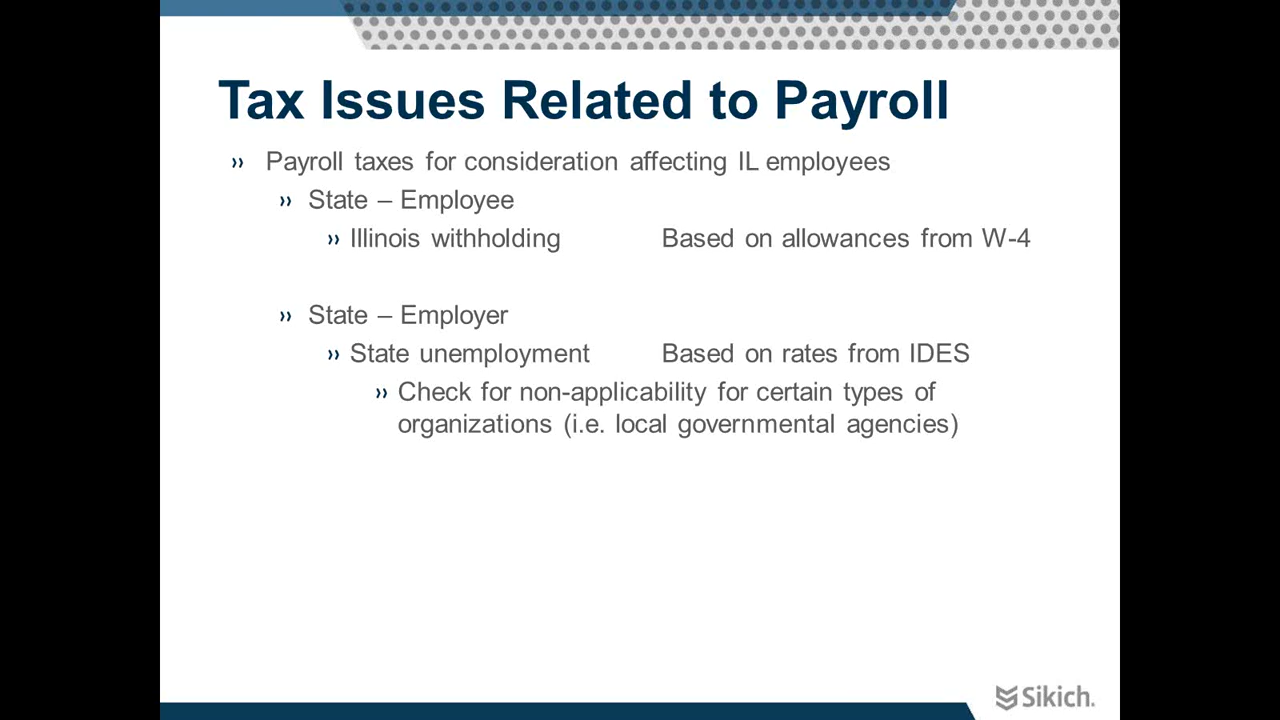 Tax Issues Related to Payroll
» Payroll taxes for consideration affecting IL employees
» State – Employee
» Illinois withholding Based on allowances from W-4
» State – Employer
» State unemployment Based on rates from IDES
» Check for non-applicability for certain types of
organizations (i.e. local governmental agencies)
Sikich.